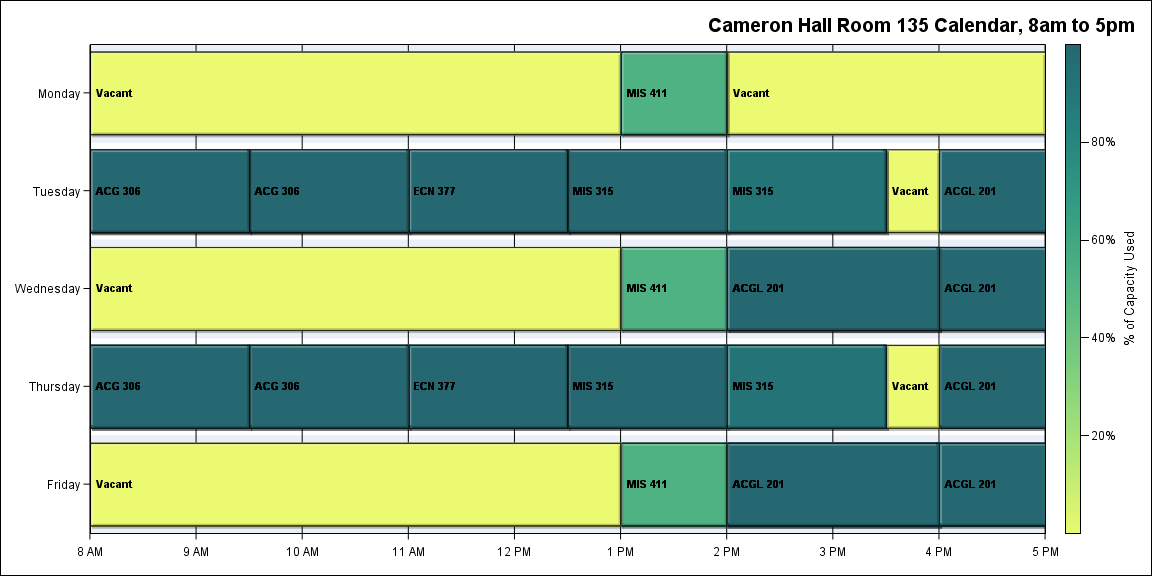 Cameron Hall Room 135 Calendar, 8am to 5pm
Monday
Vacant
MIS 411
Vacant
Tuesday
ACG 306
ACG 306
ECN 377
MIS 315
MIS 315
Vacant
ACGL 201
Wednesday
Vacant
MIS 411
ACGL 201
ACGL 201
Thursday
ACG 306
ACG 306
ECN 377
MIS 315
MIS 315
Vacant
ACGL 201
Friday
Vacant
MIS 411
ACGL 201
ACGL 201
8 AM
9 AM
10 AM
11 AM
12 PM
1 PM
2 PM
3 PM
4 PM
5 PM
80%
60%
40%
20%
% of Capacity Used